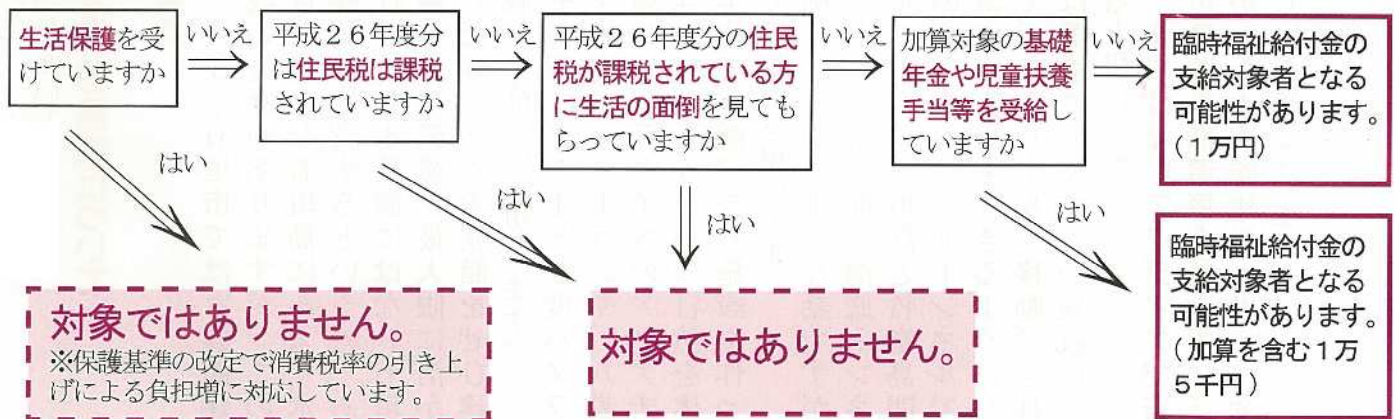 生活保護を受
けていますか
いいえ
はい
平成26年度分
は住民税は課税
されていますか
いいえ
はい
平成26年度分の住民
税が課税されている方
に生活の面倒を見ても
らっていますか
いいえ
はい
加算対象の基礎
年金や児童扶養
手当等を受給し
ていますか
いいえ
はい
臨時福祉給付金の
支給対象者となる
可能性があります。
(1万円)
臨時福祉給付金の
支給対象者となる
可能性があります。
(加算を含む1万
5千円)
対象ではありません。
※保護基準の改定で消費税率の引き上
げによる負担増に対応しています。
対象ではありません。